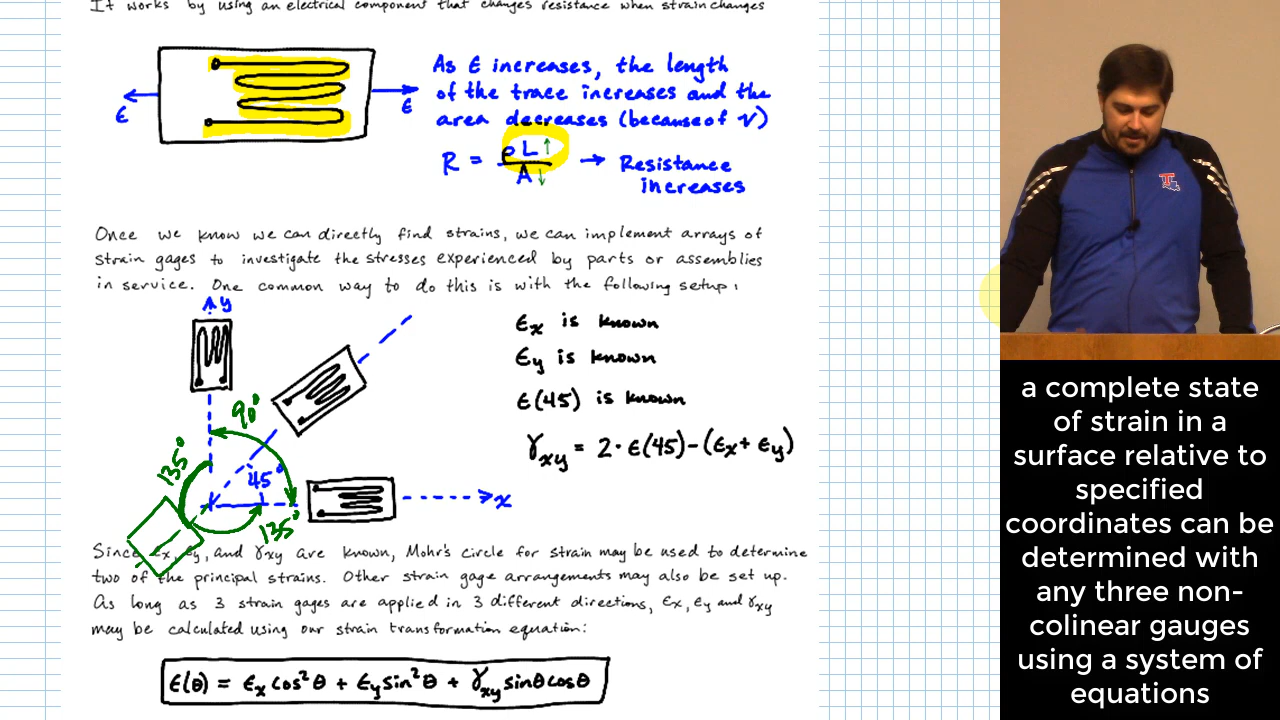 It works by using an electrical component that changes resistance when strain changes
ϵ
ϵ
As ϵ increases, the length
of the trace increases and the
area decreases (because of ν)
R = ρL↑ / A↓ → Resistance
increases
Once we know we can directly find strains, we can implement arrays of
strain gages to investigate the stresses experienced by parts or assemblies
in service. One common way to do this is with the following setup:
y
90°
135°
45°
135°
x
ϵx is known
ϵy is known
ϵ(45) is known
γxy = 2·ϵ(45)-(ϵx+ϵy)
Since ϵx, ϵy, and γxy are known, Mohr's circle for strain may be used to determine
two of the principal strains. Other strain gage arrangements may also be set up.
As long as 3 strain gages are applied in 3 different directions, ϵx, ϵy and γxy
may be calculated using our strain transformation equation:
ϵ(θ) = ϵx cos²θ + ϵy sin²θ + γxy sinθcosθ
a complete state
of strain in a
surface relative to
specified
coordinates can be
determined with
any three non-
colinear gauges
using a system of
equations